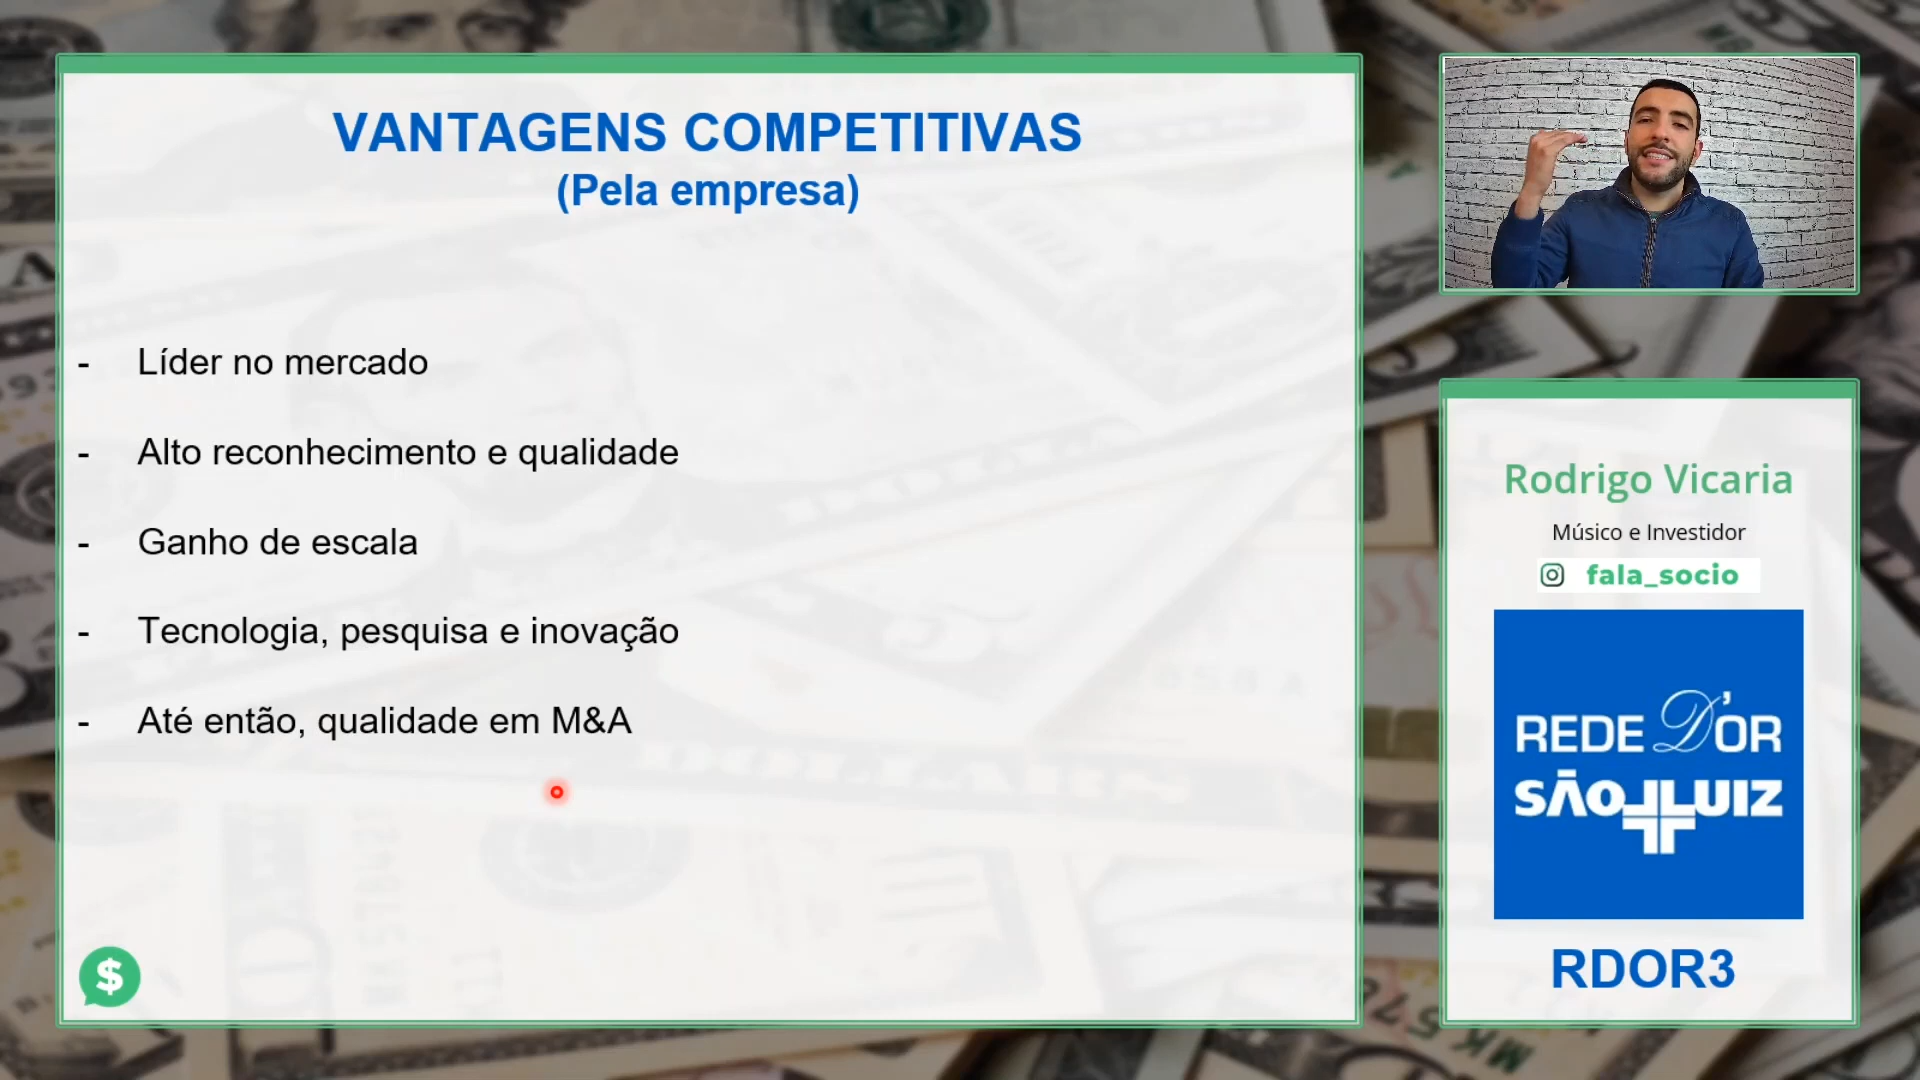 VANTAGENS COMPETITIVAS
(Pela empresa)
- Líder no mercado
- Alto reconhecimento e qualidade
- Ganho de escala
- Tecnologia, pesquisa e inovação
- Até então, qualidade em M&A
$
Rodrigo Vicaria
Músico e Investidor
fala_socio
REDE D'OR
SÃO LUIZ
RDOR3